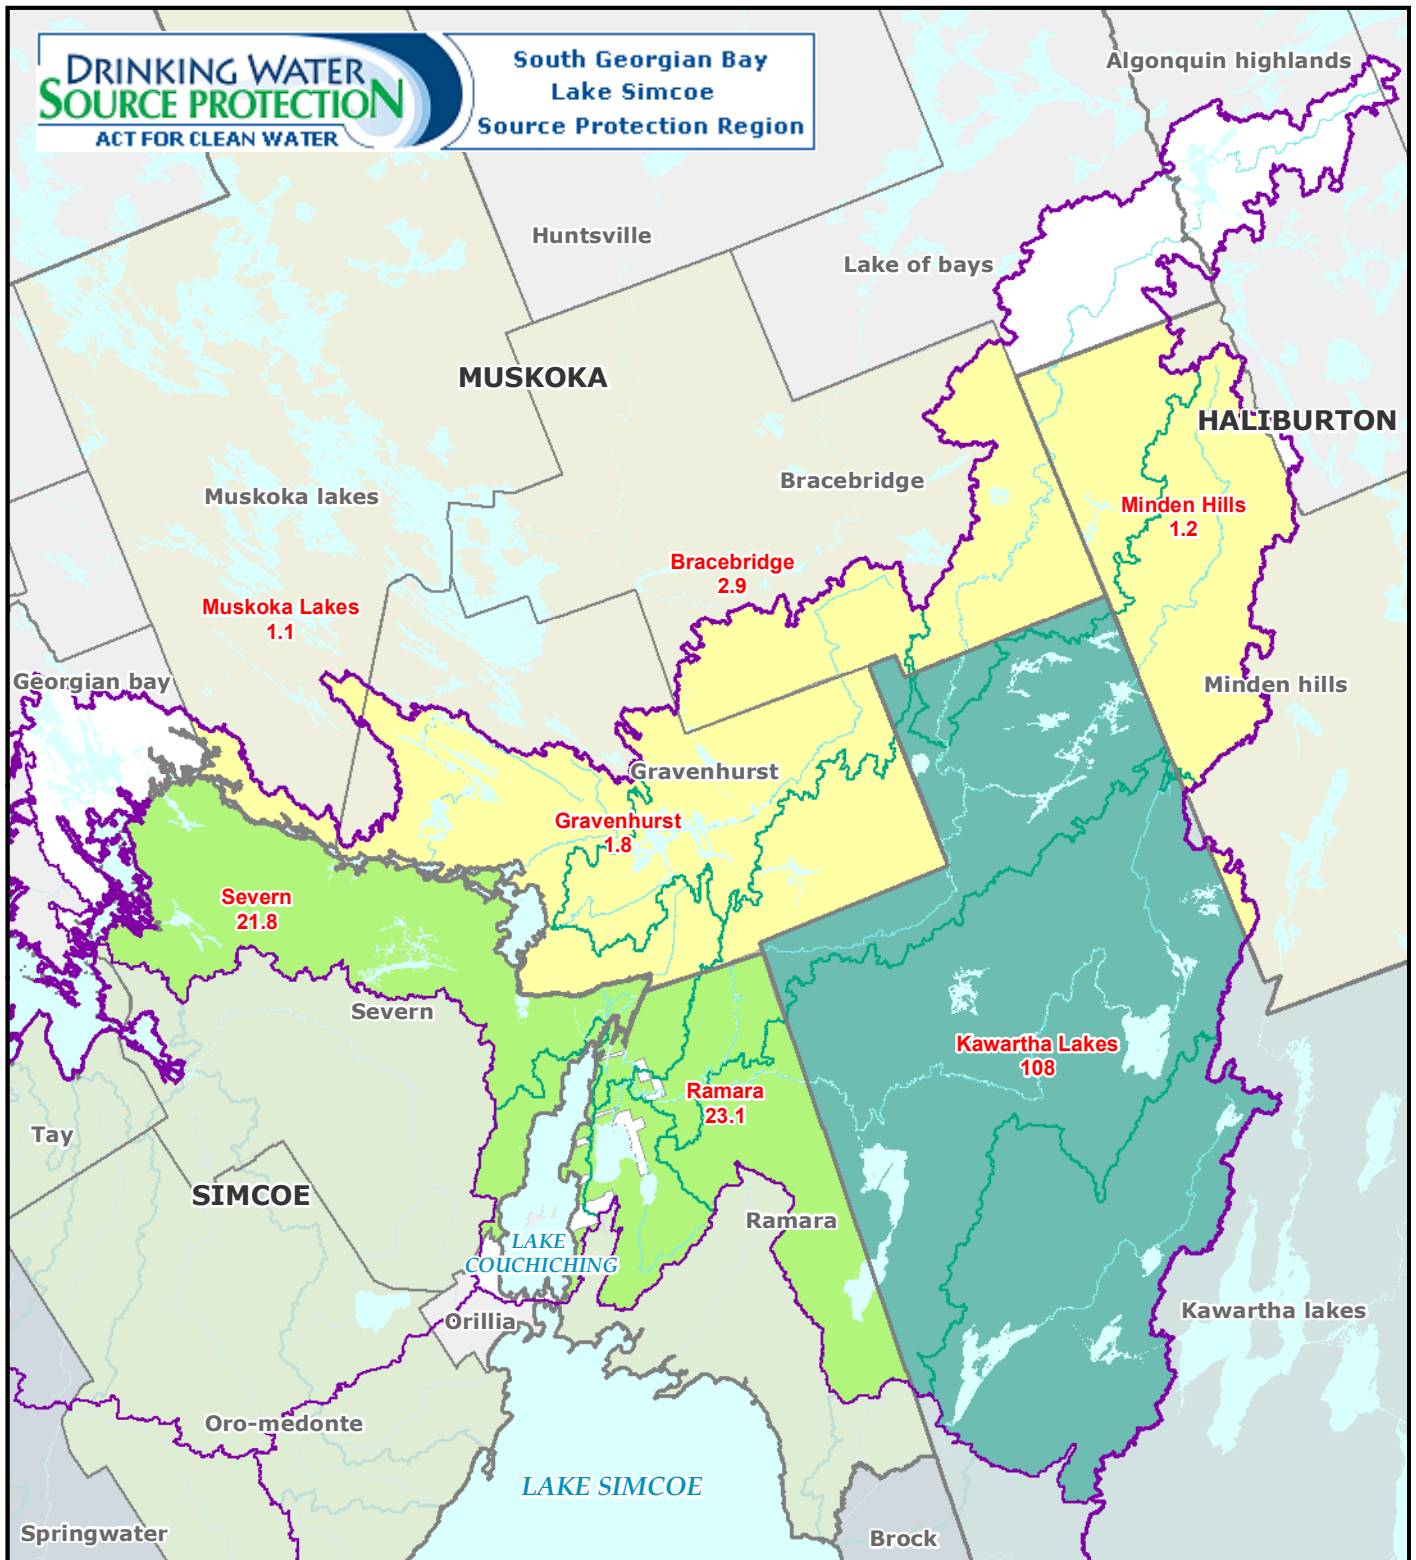 DRINKING WATER
SOURCE PROTECTION
ACT FOR CLEAN WATER
South Georgian Bay
Lake Simcoe
Source Protection Region
Algonquin highlands
Huntsville
Lake of bays
MUSKOKA
HALIBURTON
Bracebridge
Muskoka lakes
Minden Hills
1.2
Bracebridge
2.9
Muskoka Lakes
1.1
Georgian bay
Minden hills
Gravenhurst
Gravenhurst
1.8
Severn
21.8
Severn
Kawartha Lakes
108
Ramara
23.1
Tay
SIMCOE
Ramara
LAKE
COUCHICHING
Orillia
Kawartha lakes
Oro-medonte
LAKE SIMCOE
Springwater
Brock